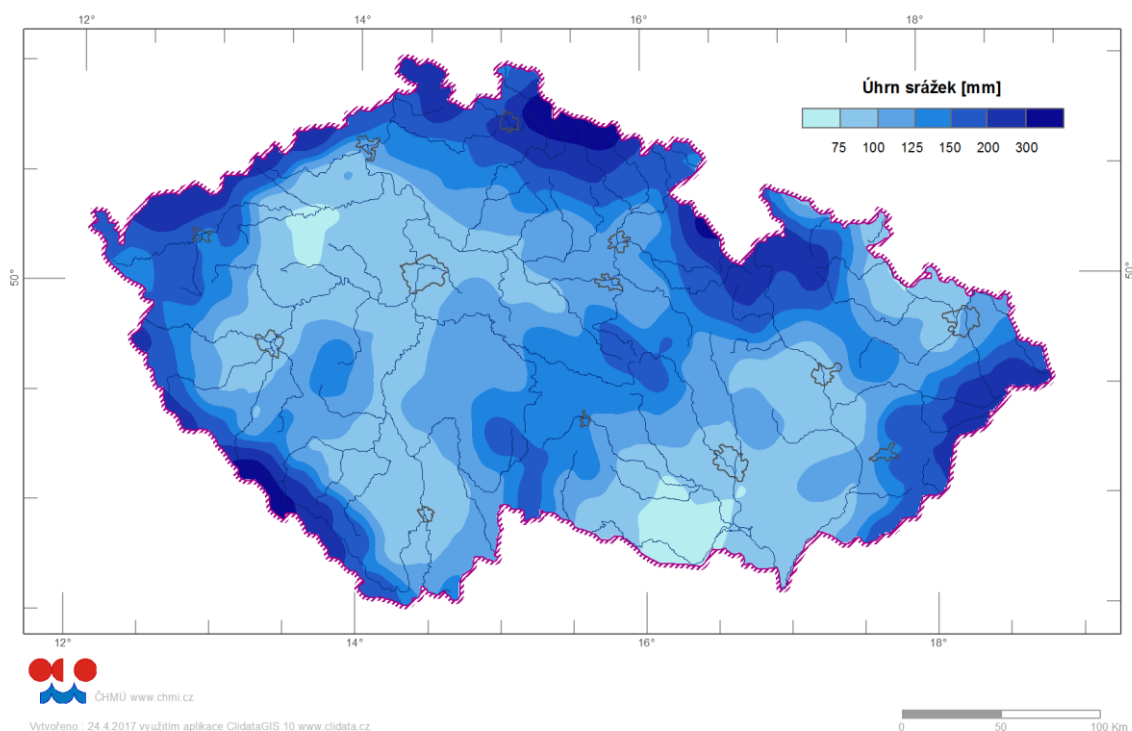 12° 14° 16° 18°
Úhrn srážek [mm]
75 100 125 150 200 300
50° 50°
12° 14° 16° 18°
ČHMÚ www.chmi.cz
Vytvořeno : 24.4.2017 využitím aplikace ClidataGIS 10 www.clidata.cz
0 50 100 Km